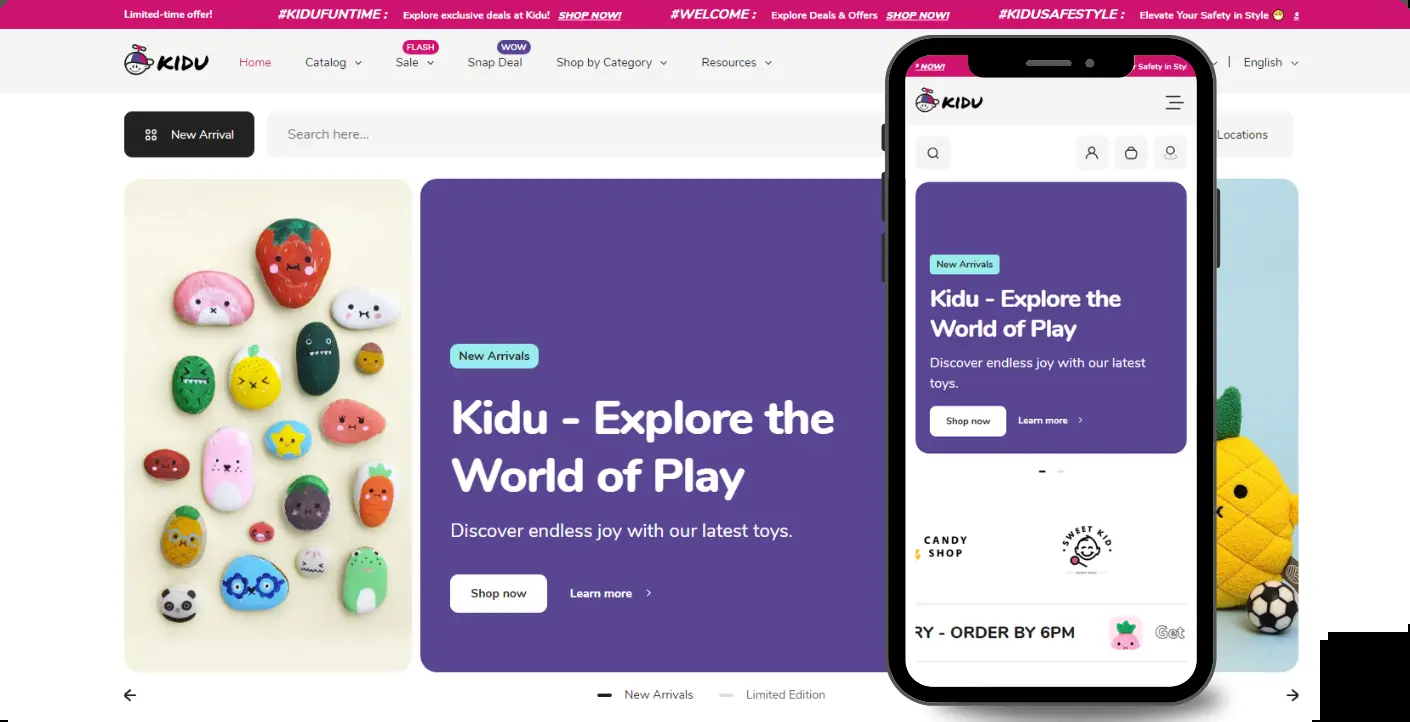 Limited-time offer!
#KIDUFUNTIME :
Explore exclusive deals at Kidu!
SHOP NOW!
#WELCOME :
Explore Deals & Offers
SHOP NOW!
#KIDUSAFESTYLE :
Elevate Your Safety in Style 😷
S
KIDU
Home
Catalog
FLASH
Sale
WOW
Snap Deal
Shop by Category
Resources
English
New Arrival
Search here...
Locations
New Arrivals
Kidu - Explore the
World of Play
Discover endless joy with our latest toys.
Shop now
Learn more
New Arrivals
Limited Edition
P NOW!
r Safety in Sty
KIDU
New Arrivals
Kidu - Explore the
World of Play
Discover endless joy with our latest
toys.
Shop now
Learn more
CANDY
SHOP
SWEET KID
RY - ORDER BY 6PM
Get